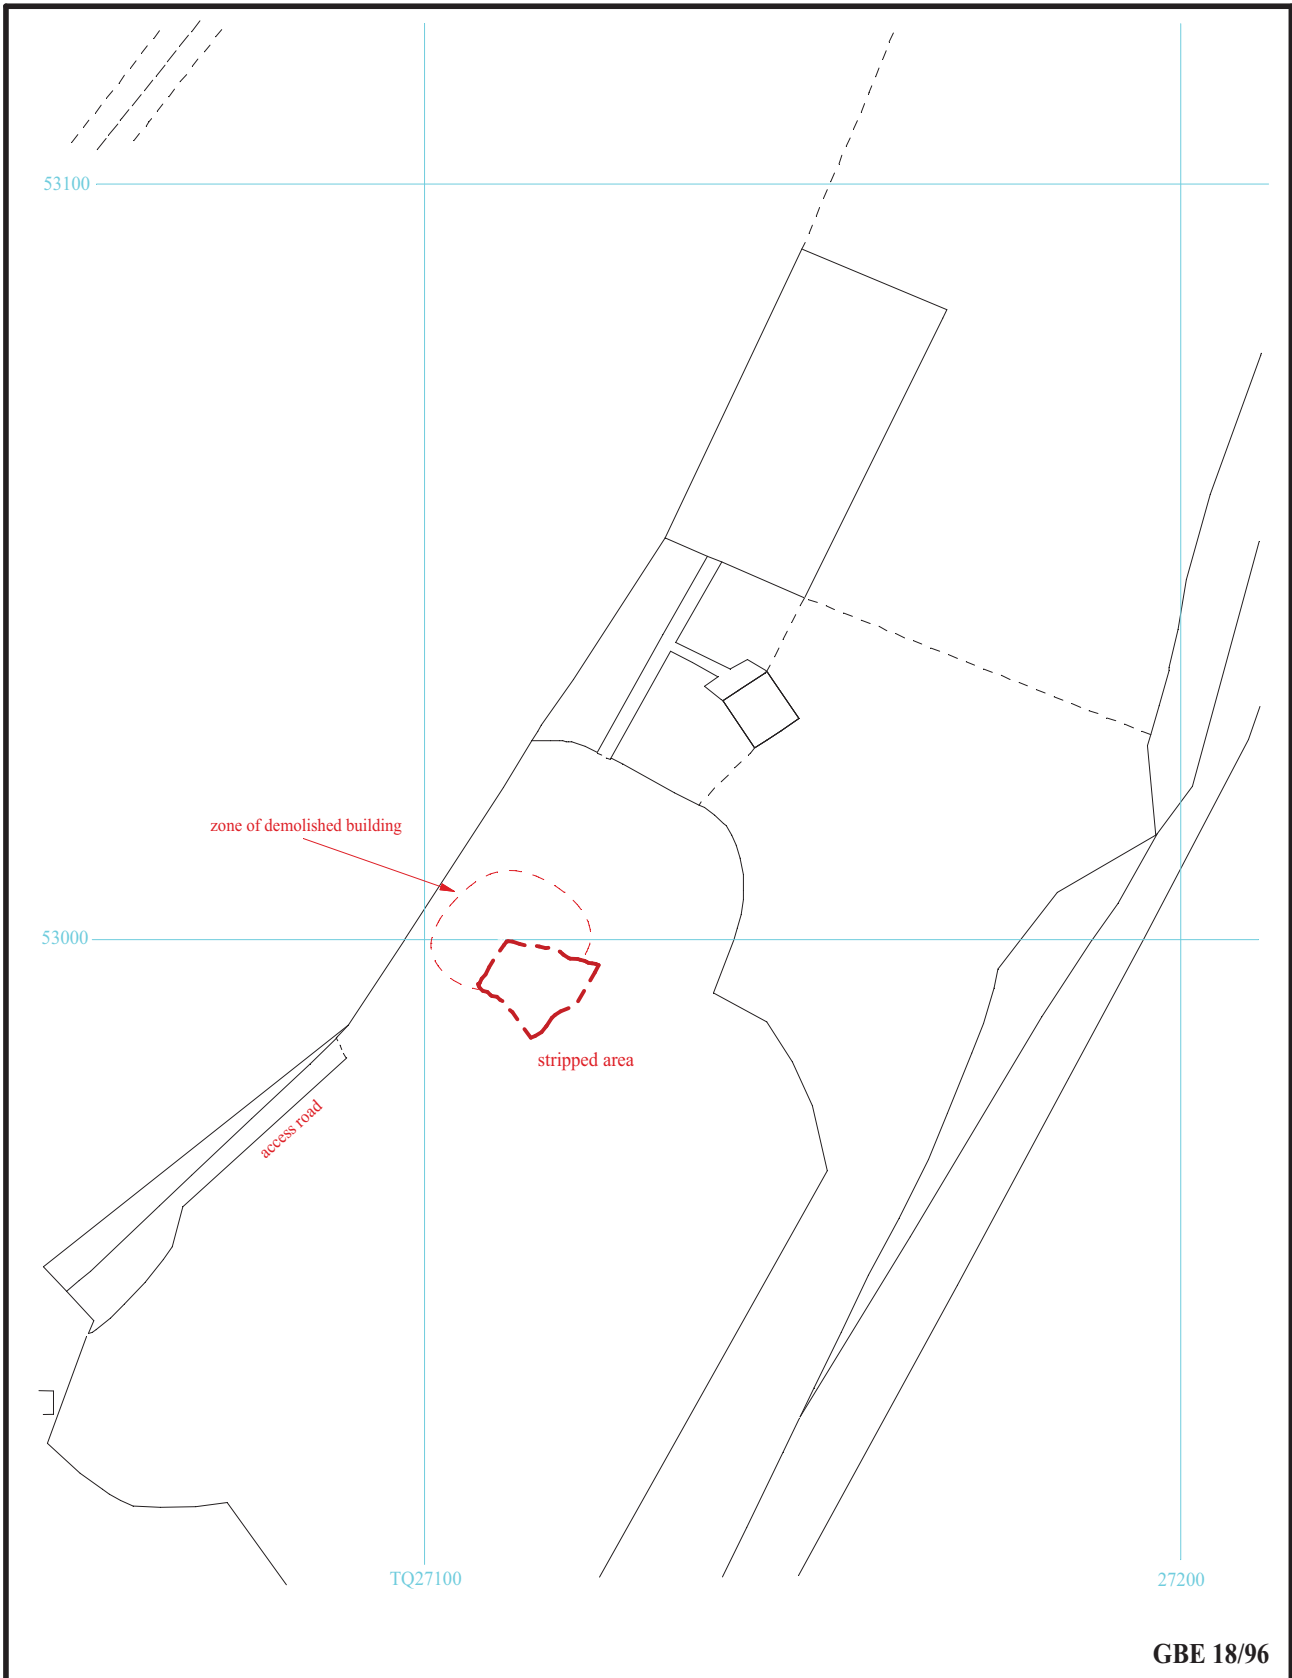 53100
zone of demolished building
53000
stripped area
access road
TQ27100
27200
GBE 18/96